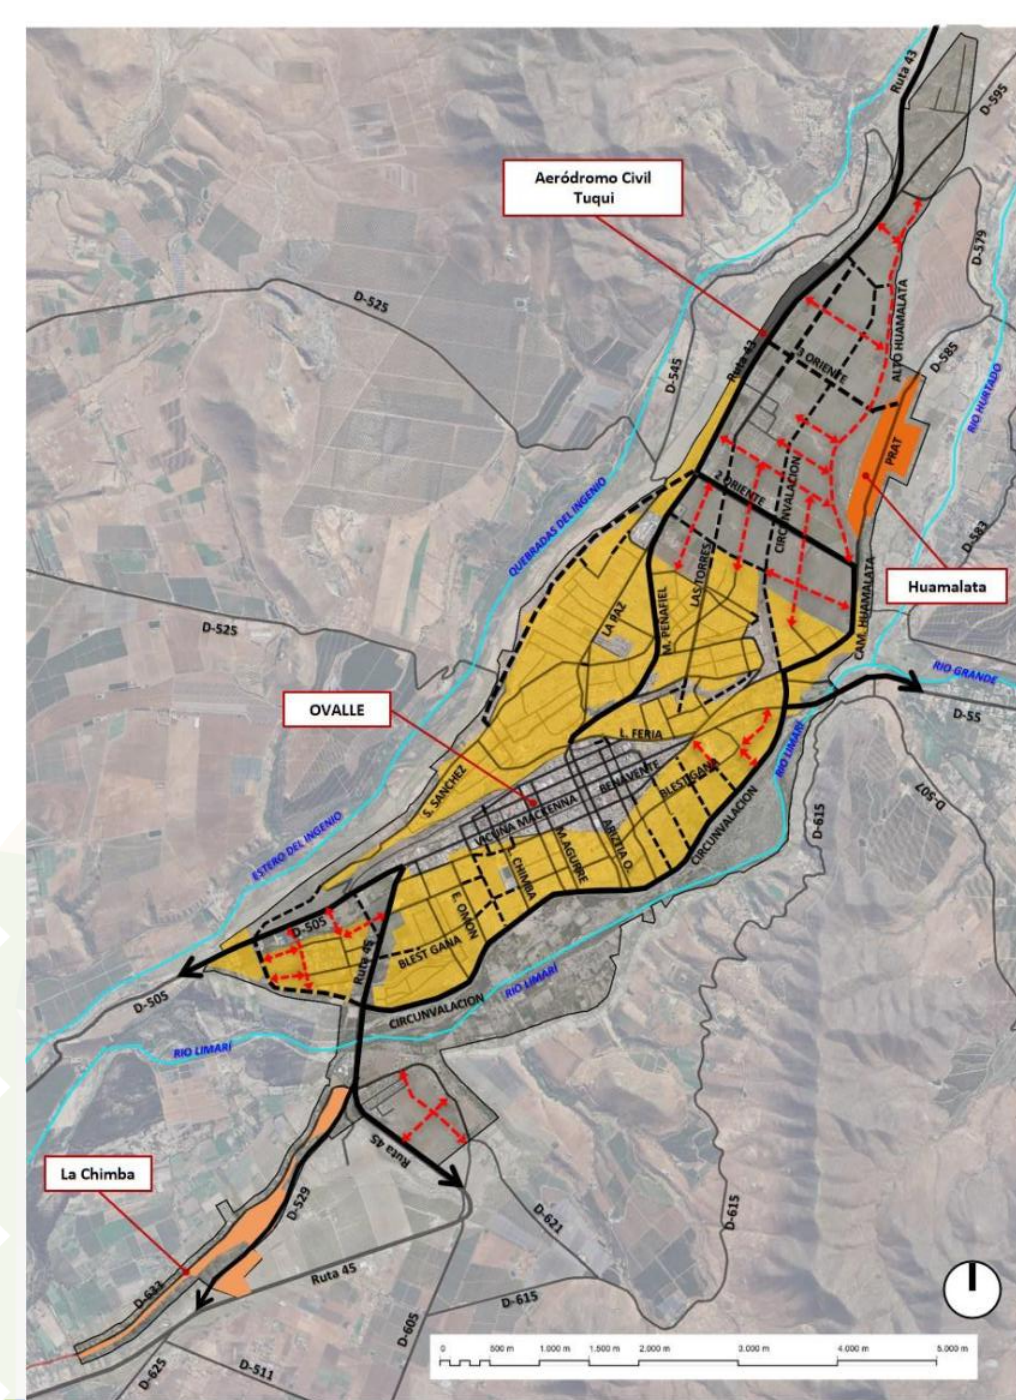 Ruta 43
D-595
Aeródromo Civil
Tuqui
D-579
D-525
ALTO HUAMALATA
D-585
D-545
Ruta 43
3 ORIENTE
RIO HURTADO
PRAT
2 ORIENTE
CIRCUNVALACION
QUEBRADAS DEL INGENIO
D-583
LAS TORRES
Huamalata
M. PEÑAFIEL
LA PAZ
CAM. HUAMALATA
D-525
RIO GRANDE
D-55
OVALLE
L. FERIA
RIO LIMARÍ
S. SANCHEZ
BENAVENTE
BLEST GANA
D-507
VICUÑA MACKENNA
CIRCUNVALACION
D-615
ESTERO DEL INGENIO
M. AGUIRRE
ARIZTIA O.
CHIMBA
E. OMON
D-505
BLEST GANA
Ruta 45
D-505
RIO LIMARÍ
CIRCUNVALACION
RIO LIMARÍ
Ruta 45
La Chimba
D-529
D-621
D-615
Ruta 45
D-633
D-615
D-605
D-625
D-511
0 500 m 1.000 m 1.500 m 2.000 m 3.000 m 4.000 m 5.000 m